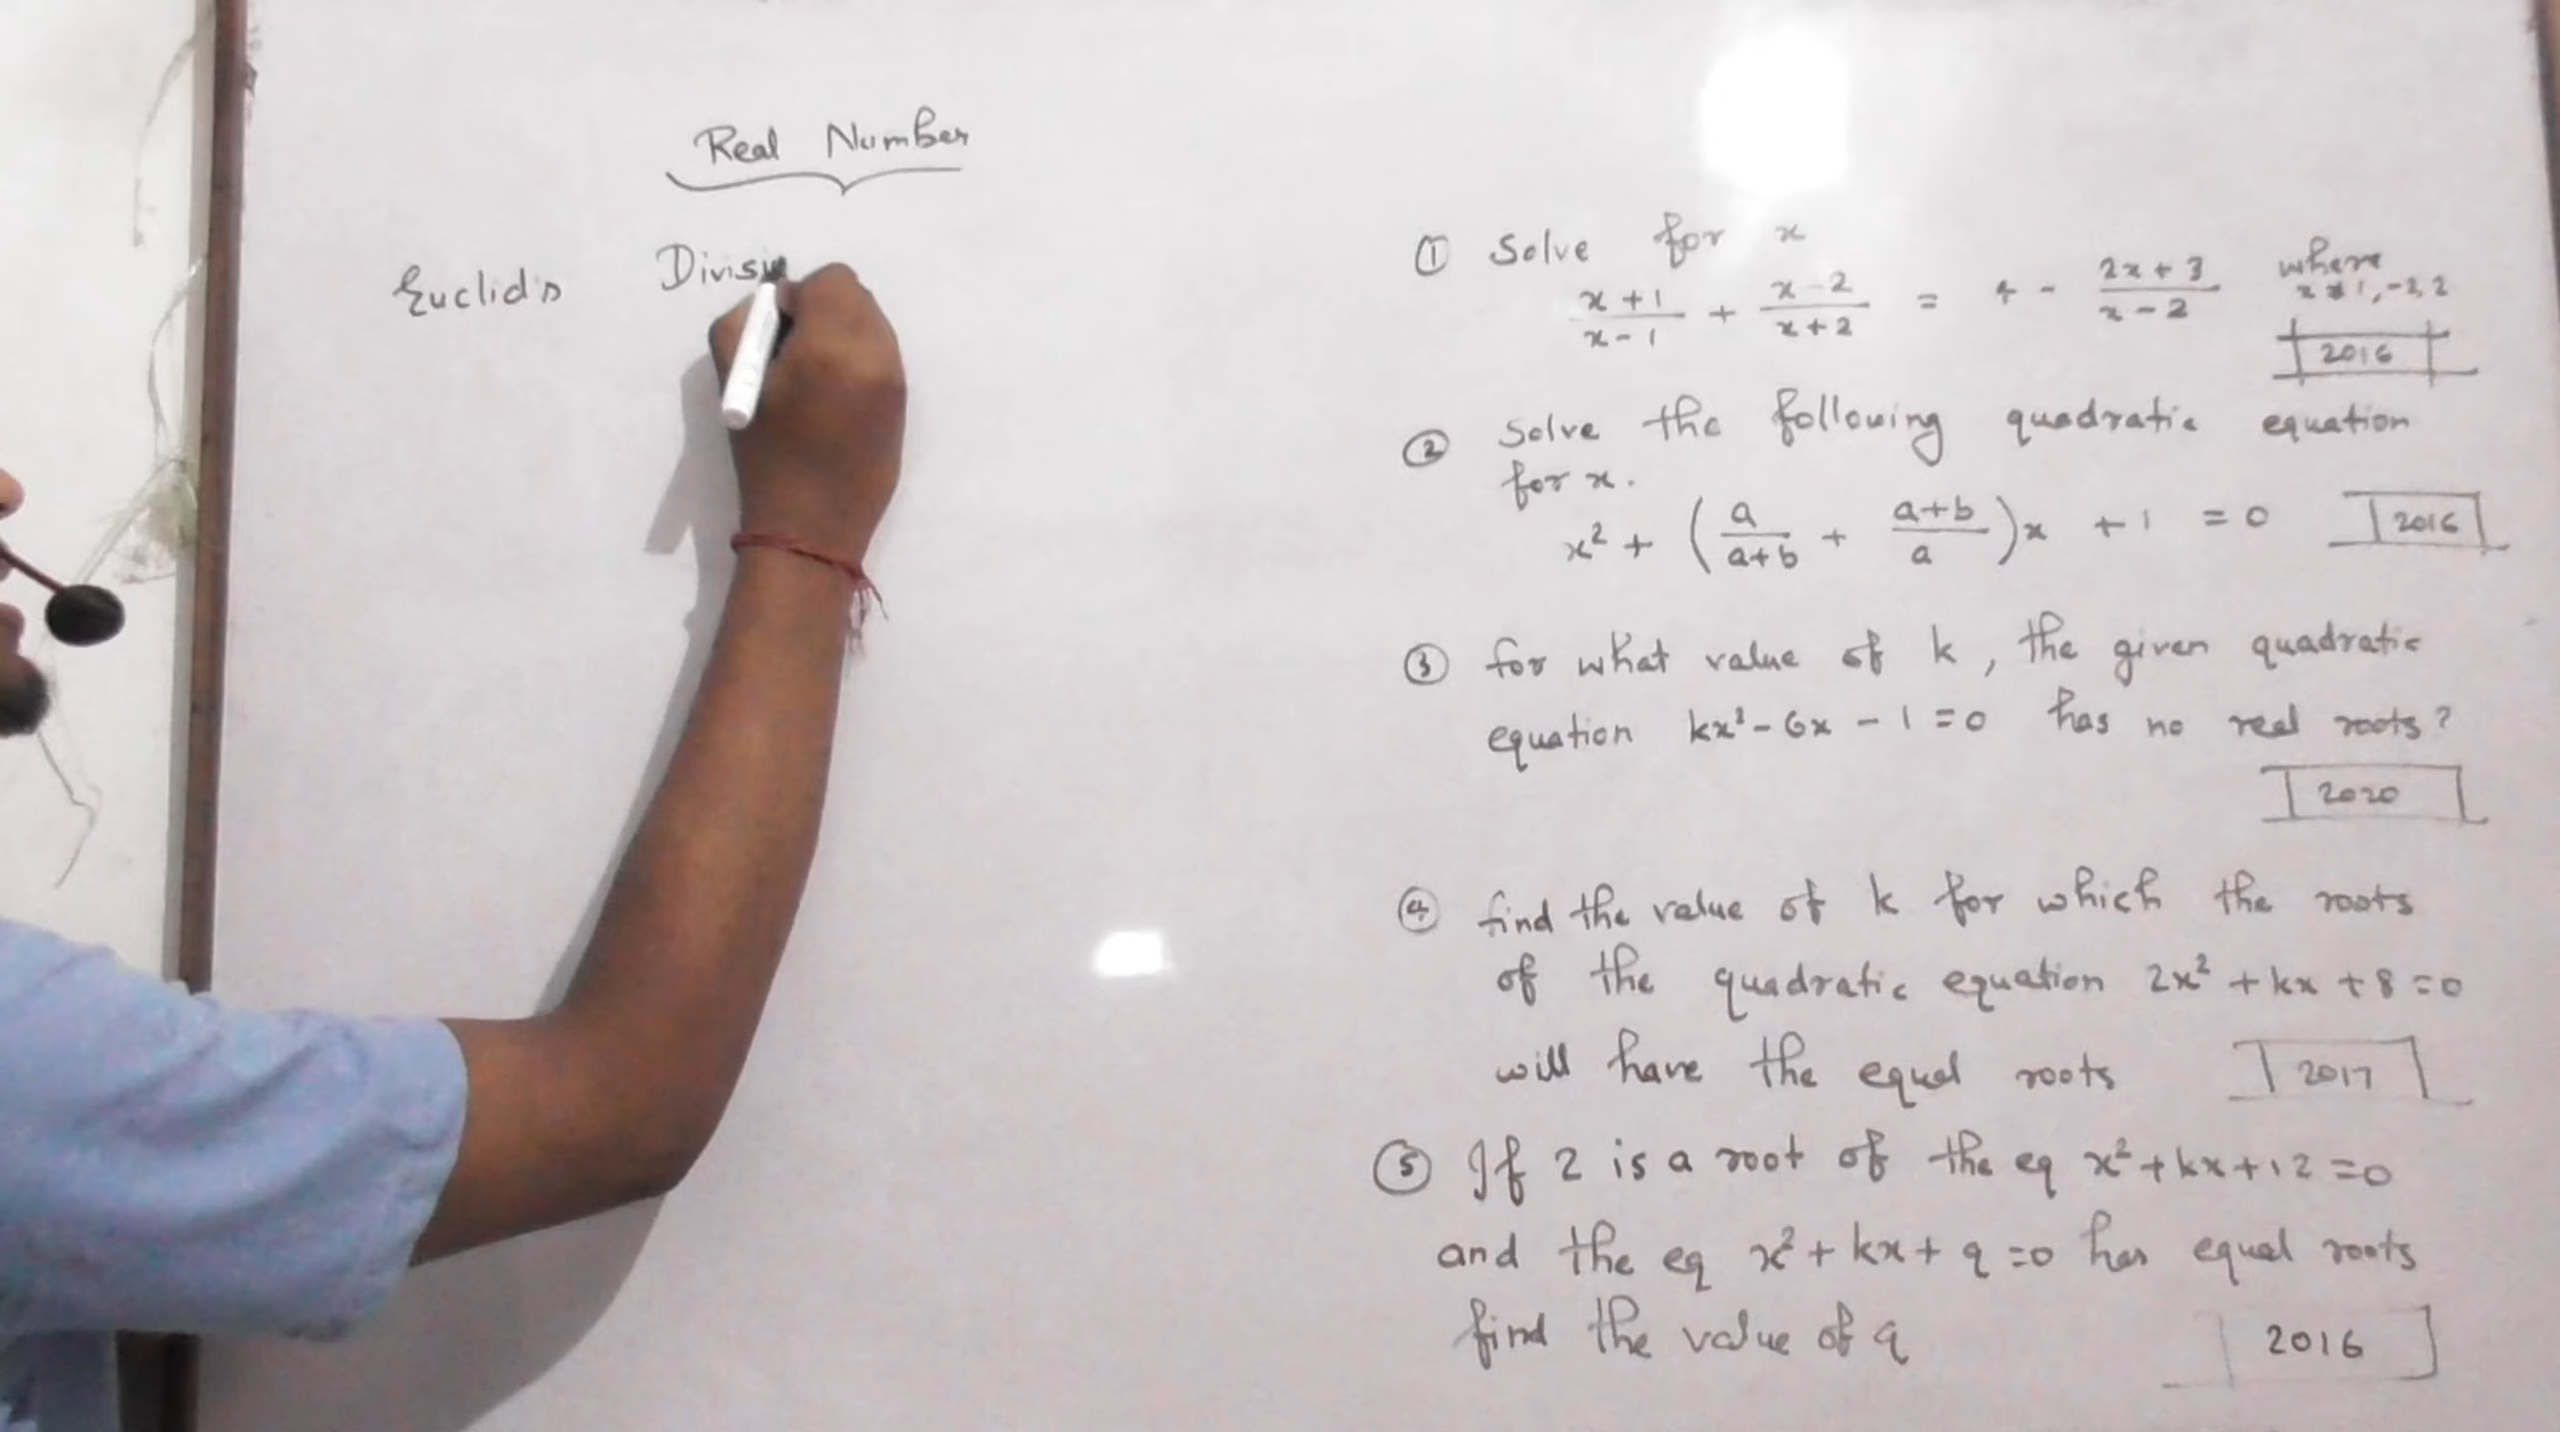 Real Number
Euclid's Divisi
① Solve for x
x+1/x-1 + x-2/x+2 = 4 - 2x+3/x-2 where x ≠ 1, -2, 2
2016
② Solve the following quadratic equation
for x.
x² + (a/a+b + a+b/a)x + 1 = 0 2016
③ for what value of k, the given quadratic
equation kx² - 6x - 1 = 0 has no real roots?
2020
④ find the value of k for which the roots
of the quadratic equation 2x² + kx + 8 = 0
will have the equal roots 2017
⑤ If 2 is a root of the eq x² + kx + 12 = 0
and the eq x² + kx + q = 0 has equal roots
find the value of q 2016